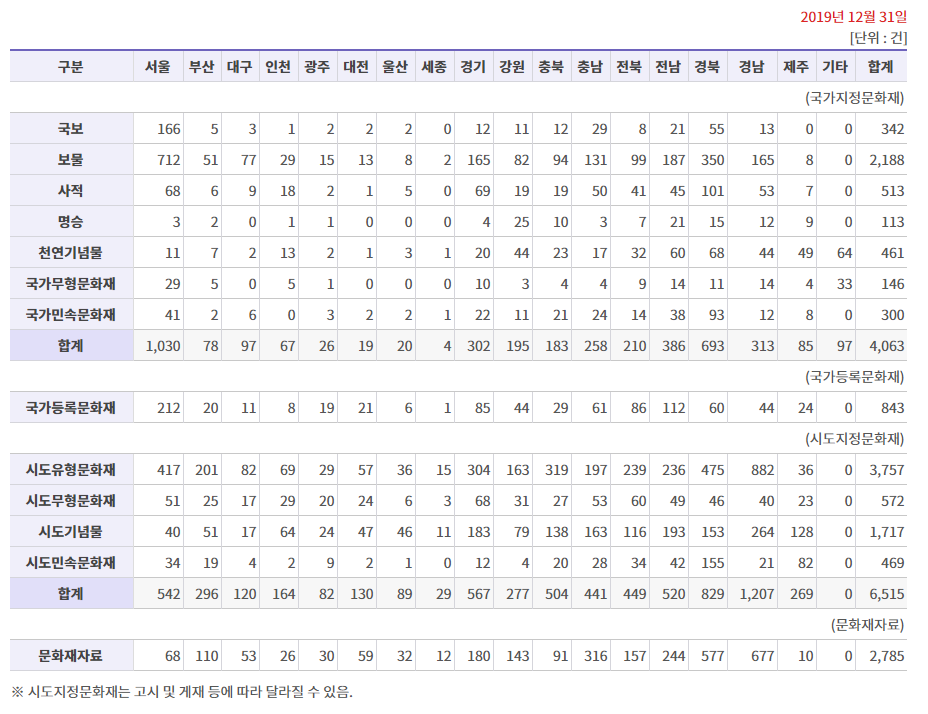 2019년 12월 31일
[단위 : 건]
구분 서울 부산 대구 인천 광주 대전 울산 세종 경기 강원 충북 충남 전북 전남 경북 경남 제주 기타 합계
(국가지정문화재)
국보 166 5 3 1 2 2 2 0 12 11 12 29 8 21 55 13 0 0 342
보물 712 51 77 29 15 13 8 2 165 82 94 131 99 187 350 165 8 0 2,188
사적 68 6 9 18 2 1 5 0 69 19 19 50 41 45 101 53 7 0 513
명승 3 2 0 1 1 0 0 0 4 25 10 3 7 21 15 12 9 0 113
천연기념물 11 7 2 13 2 1 3 1 20 44 23 17 32 60 68 44 49 64 461
국가무형문화재 29 5 0 5 1 0 0 0 10 3 4 4 9 14 11 14 4 33 146
국가민속문화재 41 2 6 0 3 2 2 1 22 11 21 24 14 38 93 12 8 0 300
합계 1,030 78 97 67 26 19 20 4 302 195 183 258 210 386 693 313 85 97 4,063
(국가등록문화재)
국가등록문화재 212 20 11 8 19 21 6 1 85 44 29 61 86 112 60 44 24 0 843
(시도지정문화재)
시도유형문화재 417 201 82 69 29 57 36 15 304 163 319 197 239 236 475 882 36 0 3,757
시도무형문화재 51 25 17 29 20 24 6 3 68 31 27 53 60 49 46 40 23 0 572
시도기념물 40 51 17 64 24 47 46 11 183 79 138 163 116 193 153 264 128 0 1,717
시도민속문화재 34 19 4 2 9 2 1 0 12 4 20 28 34 42 155 21 82 0 469
합계 542 296 120 164 82 130 89 29 567 277 504 441 449 520 829 1,207 269 0 6,515
(문화재자료)
문화재자료 68 110 53 26 30 59 32 12 180 143 91 316 157 244 577 677 10 0 2,785
※ 시도지정문화재는 고시 및 게재 등에 따라 달라질 수 있음.